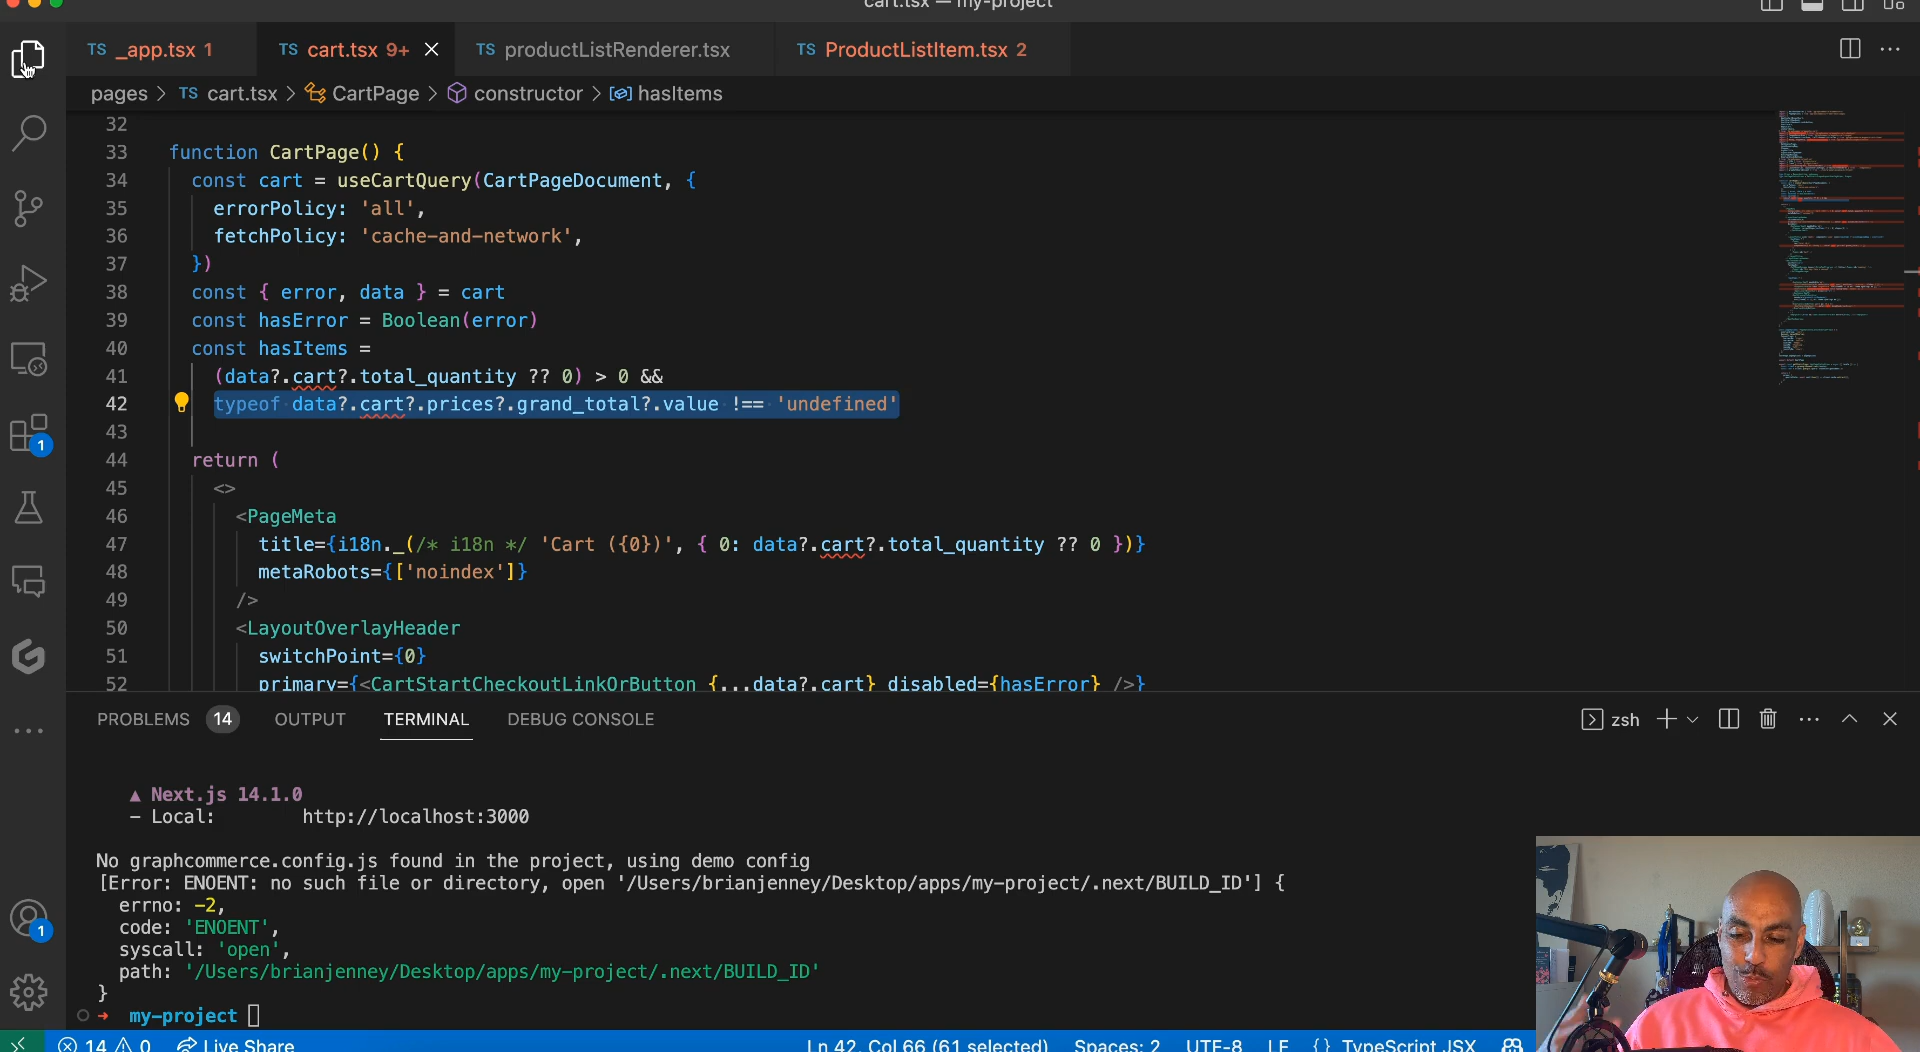 cart.tsx — my-project
TS _app.tsx 1
TS cart.tsx 9+
TS productListRenderer.tsx
TS ProductListItem.tsx 2
pages > TS cart.tsx > CartPage > constructor > hasItems
32
33 function CartPage() {
34 const cart = useCartQuery(CartPageDocument, {
35 errorPolicy: 'all',
36 fetchPolicy: 'cache-and-network',
37 })
38 const { error, data } = cart
39 const hasError = Boolean(error)
40 const hasItems =
41 (data?.cart?.total_quantity ?? 0) > 0 &&
42 typeof data?.cart?.prices?.grand_total?.value !== 'undefined'
43
44 return (
45 <>
46 <PageMeta
47 title={i18n._(/* i18n */ 'Cart ({0})', { 0: data?.cart?.total_quantity ?? 0 })}
48 metaRobots={['noindex']}
49 />
50 <LayoutOverlayHeader
51 switchPoint={0}
52 primary={<CartStartCheckoutLinkOrButton {...data?.cart} disabled={hasError} />}
1
1
PROBLEMS 14 OUTPUT TERMINAL DEBUG CONSOLE
zsh
▲ Next.js 14.1.0
- Local: http://localhost:3000
No graphcommerce.config.js found in the project, using demo config
[Error: ENOENT: no such file or directory, open '/Users/brianjenney/Desktop/apps/my-project/.next/BUILD_ID'] {
errno: -2,
code: 'ENOENT',
syscall: 'open',
path: '/Users/brianjenney/Desktop/apps/my-project/.next/BUILD_ID'
}
→ my-project
14 0 Live Share
Ln 42, Col 66 (61 selected) Spaces: 2 UTF-8 LF {} TypeScript JSX